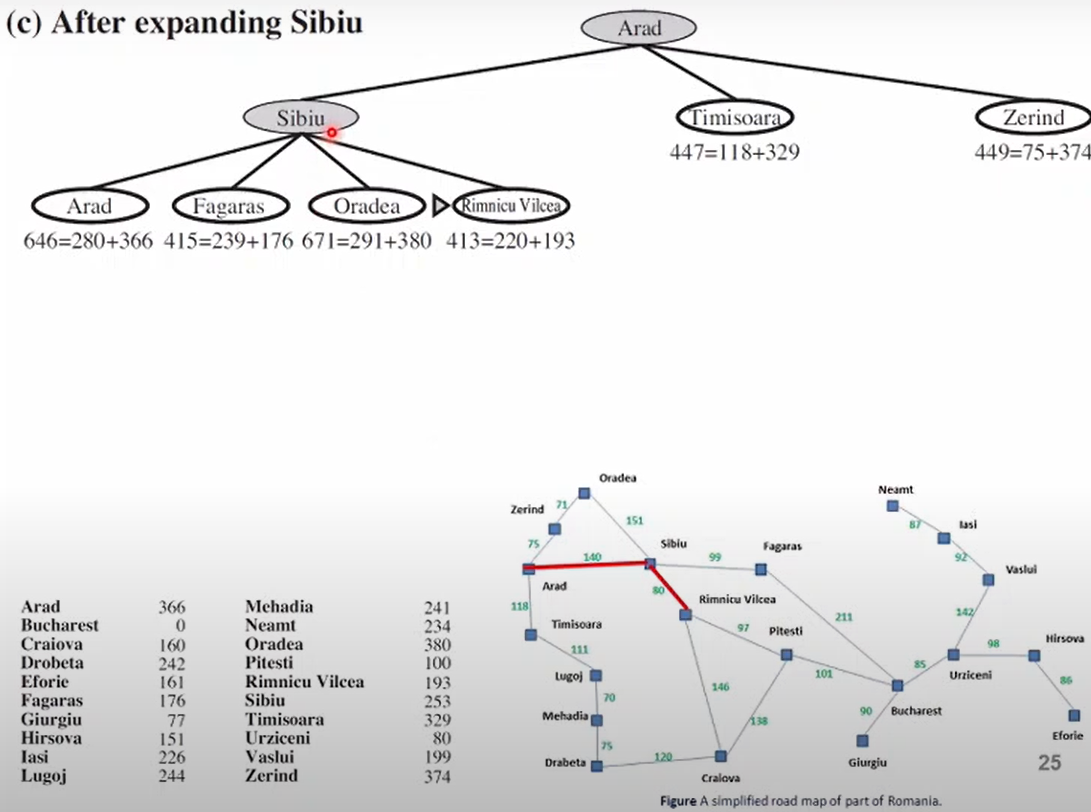 (c) After expanding Sibiu
Arad
Sibiu
Timisoara
Zerind
447=118+329
449=75+374
Arad
Fagaras
Oradea
Rimnicu Vilcea
646=280+366
415=239+176
671=291+380
413=220+193
Arad 366 Mehadia 241
Bucharest 0 Neamt 234
Craiova 160 Oradea 380
Drobeta 242 Pitesti 100
Eforie 161 Rimnicu Vilcea 193
Fagaras 176 Sibiu 253
Giurgiu 77 Timisoara 329
Hirsova 151 Urziceni 80
Iasi 226 Vaslui 199
Lugoj 244 Zerind 374
Oradea
Neamt
71
Zerind
151
87
Iasi
75
Sibiu
92
140
99
Fagaras
Vaslui
Arad
80
118
Rimnicu Vilcea
142
211
Timisoara
97
Pitesti
98
Hirsova
111
85
Lugoj
101
Urziceni
86
70
146
Mehadia
90
Bucharest
138
Eforie
75
120
Drabeta
Giurgiu
25
Craiova
Figure A simplified road map of part of Romania.